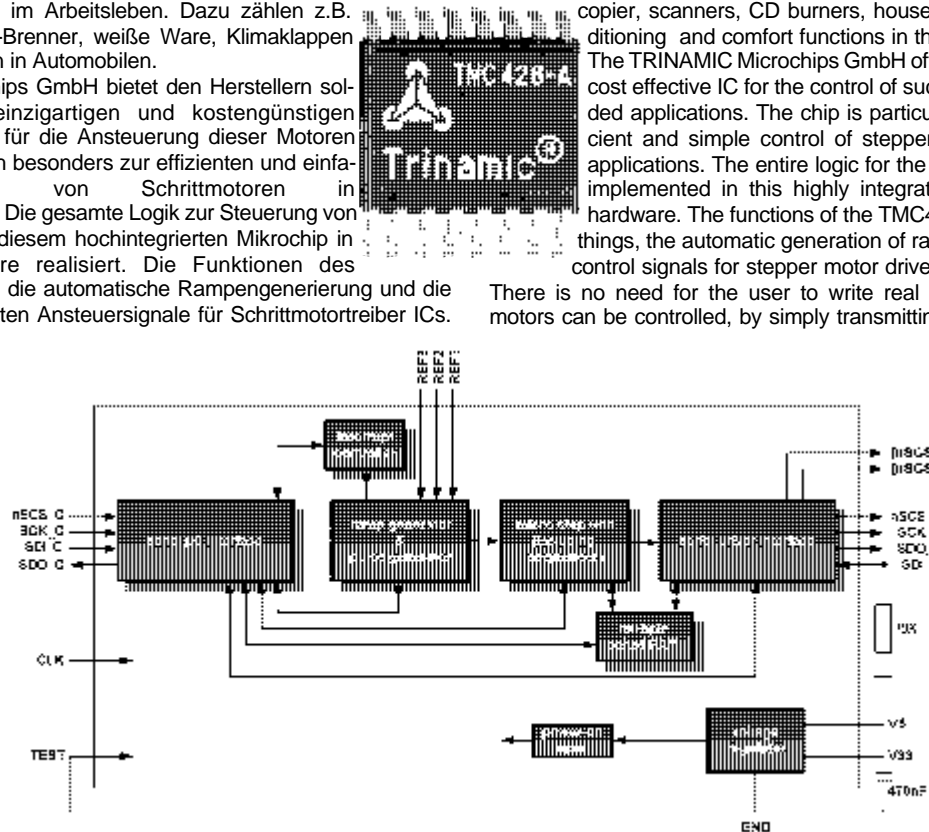 im Arbeitsleben. Dazu zählen z.B.
-Brenner, weiße Ware, Klimaklappen
in Automobilen.
ips GmbH bietet den Herstellern sol-
einzigartigen und kostengünstigen
für die Ansteuerung dieser Motoren
besonders zur effizienten und einfa-
von Schrittmotoren in
Die gesamte Logik zur Steuerung von
diesem hochintegrierten Mikrochip in
re realisiert. Die Funktionen des
die automatische Rampengenerierung und die
ten Ansteuersignale für Schrittmotortreiber ICs.
TMC428-A
Trinamic®
copier, scanners, CD burners, house
ditioning and comfort functions in th
The TRINAMIC Microchips GmbH of
cost effective IC for the control of suc
ded applications. The chip is particu
cient and simple control of stepper
applications. The entire logic for the
implemented in this highly integrat
hardware. The functions of the TMC4
things, the automatic generation of ra
control signals for stepper motor drive
There is no need for the user to write real
motors can be controlled, by simply transmittin
REF3
REF2
REF1
nSCS_C
SCK_C
SDI_C
SDO_C
CLK
TEST
ramp generator
&
power-on
voltage
regulator
nSCS
SCK
SDO
SDI
V5
V33
470nF
GND